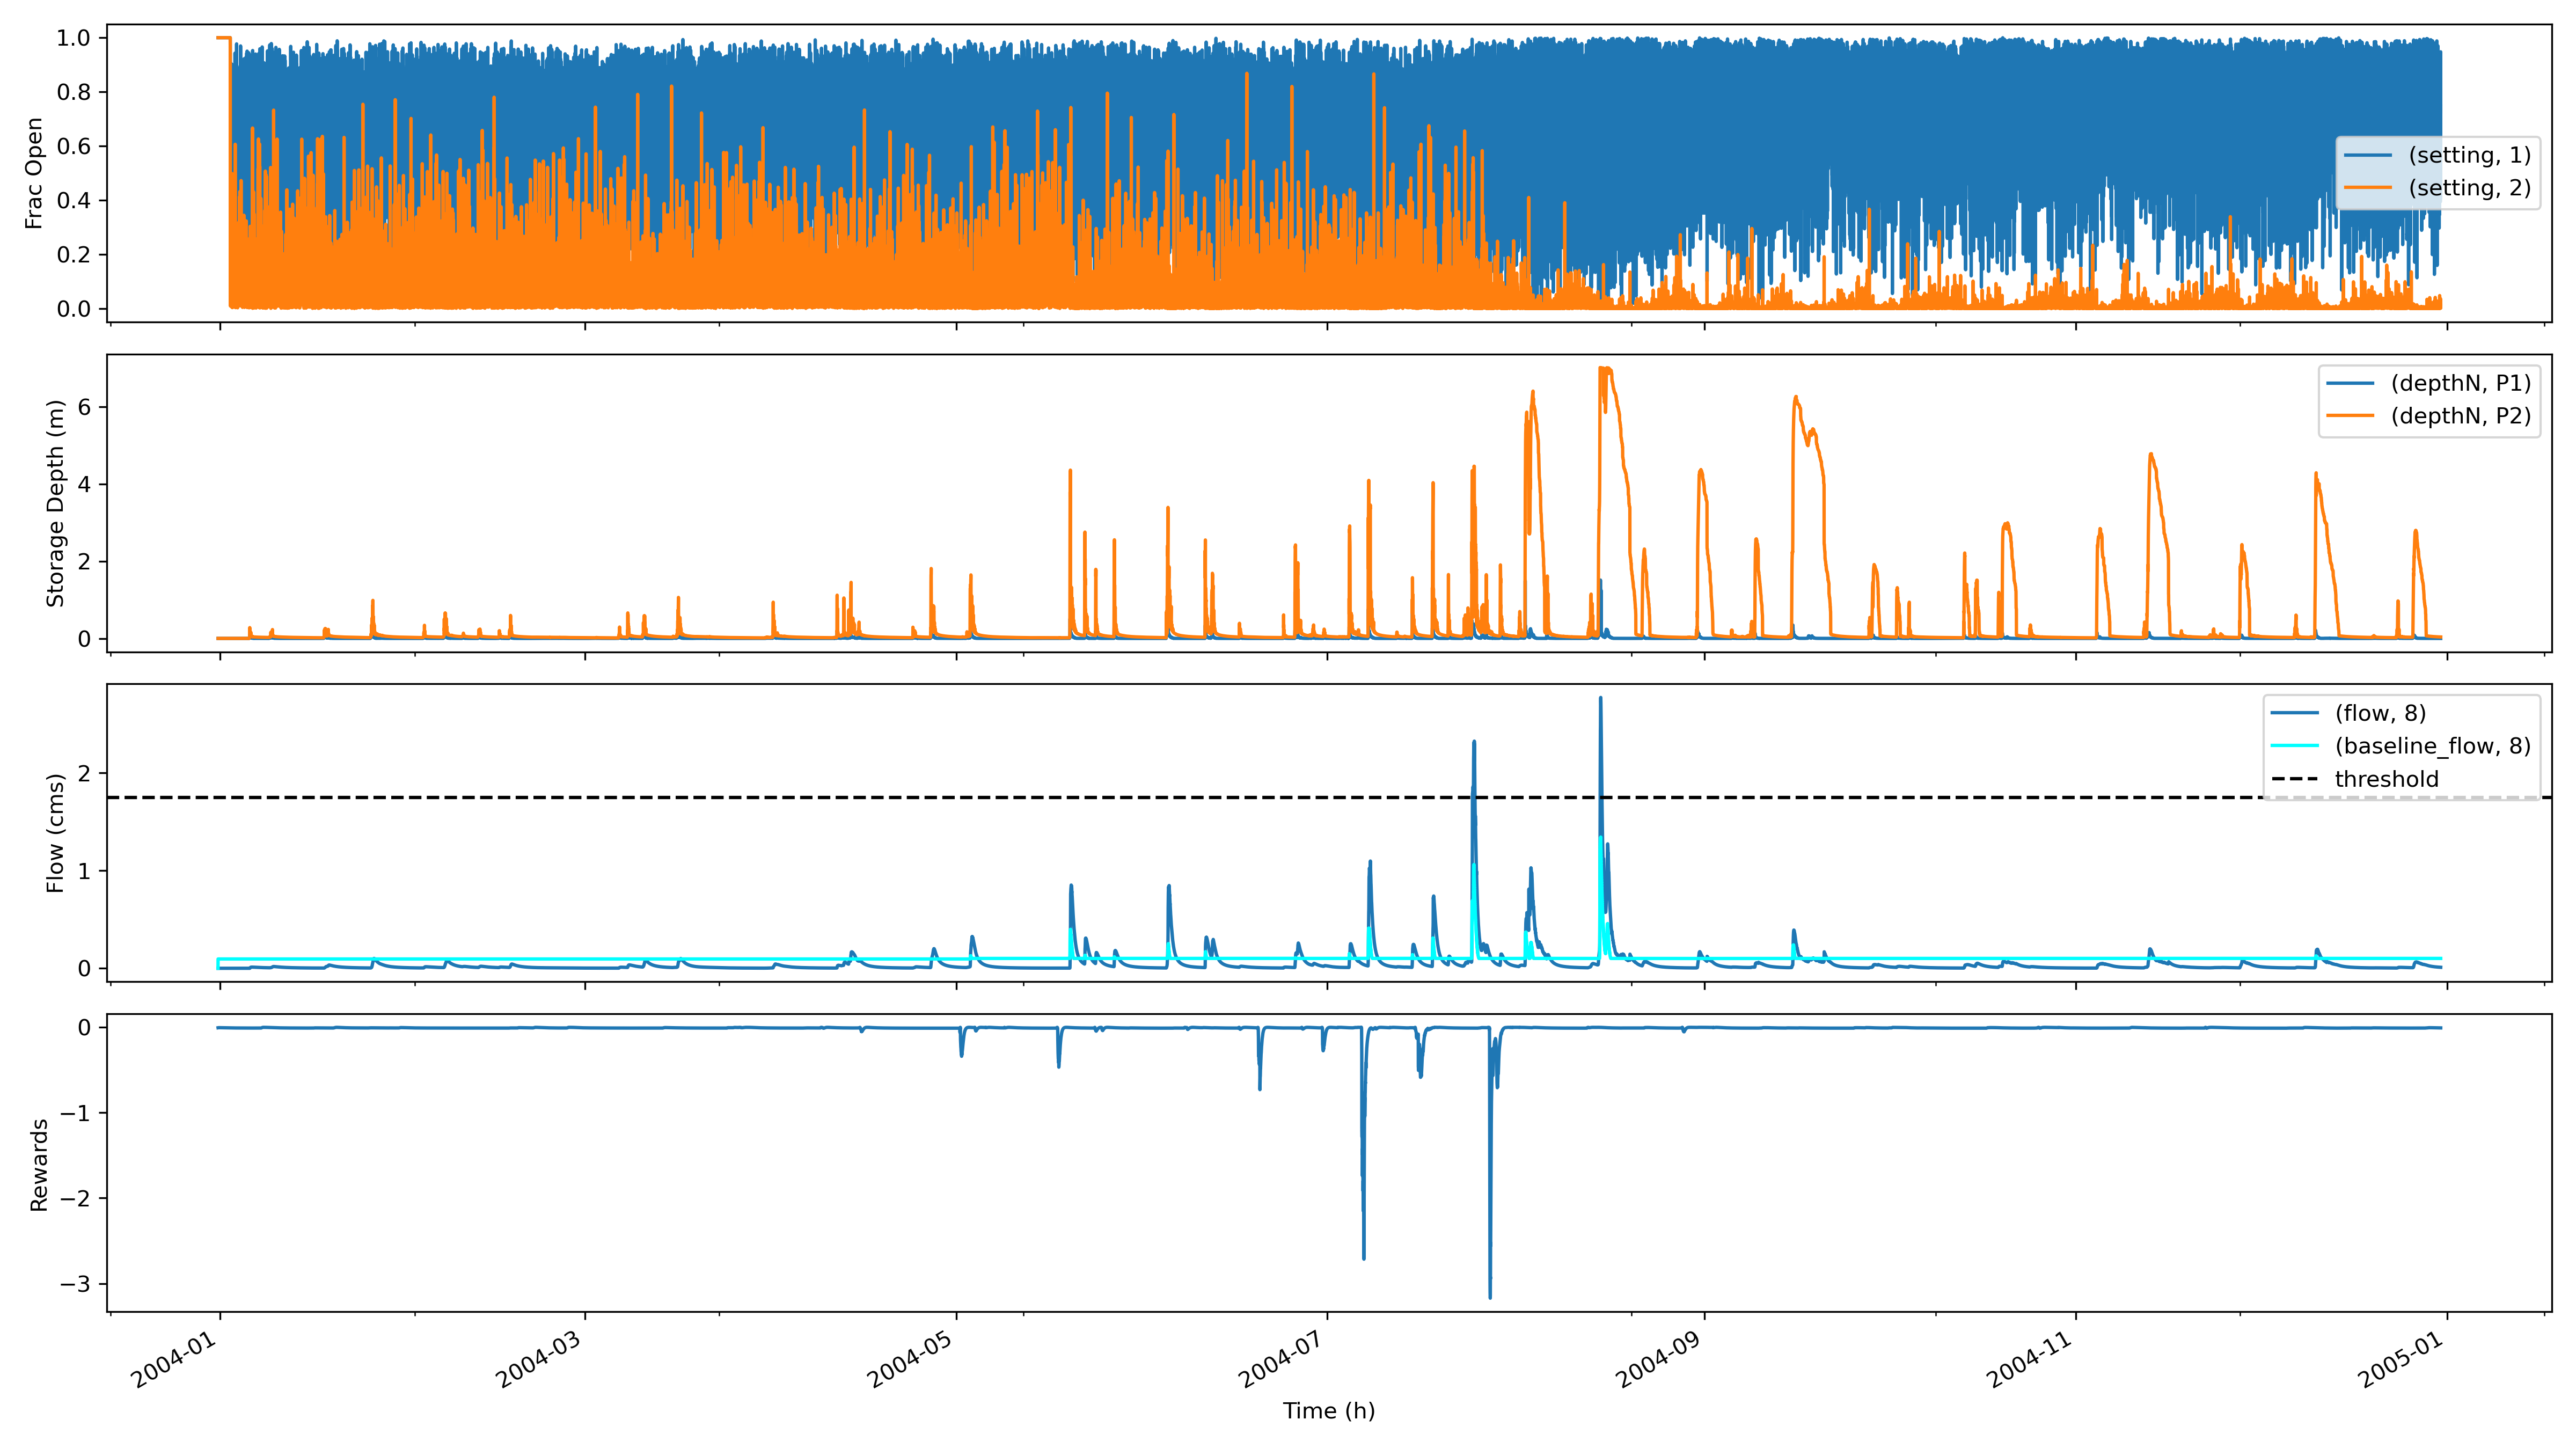 1.0
0.8
0.6
0.4
0.2
0.0
Frac Open
(setting, 1)
(setting, 2)
6
4
2
0
Storage Depth (m)
(depthN, P1)
(depthN, P2)
2
1
0
Flow (cms)
(flow, 8)
(baseline_flow, 8)
threshold
0
−1
−2
−3
Rewards
2004-01
2004-03
2004-05
2004-07
2004-09
2004-11
2005-01
Time (h)